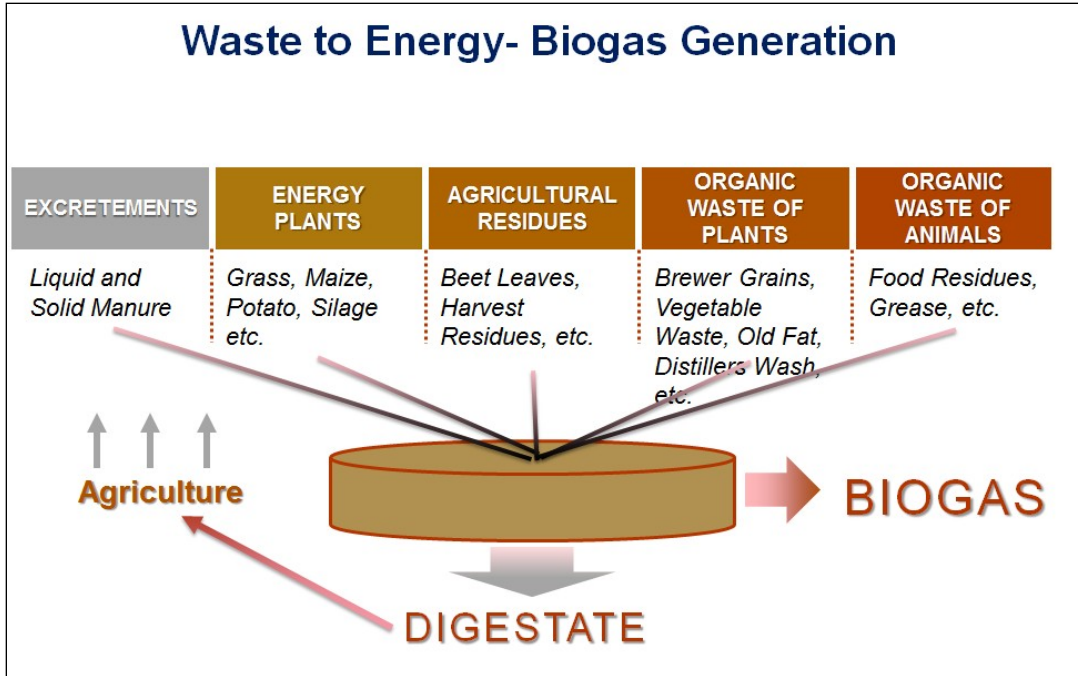 Waste to Energy- Biogas Generation
EXCRETEMENTS
ENERGY
PLANTS
AGRICULTURAL
RESIDUES
ORGANIC
WASTE OF
PLANTS
ORGANIC
WASTE OF
ANIMALS
Liquid and
Solid Manure
Grass, Maize,
Potato, Silage
etc.
Beet Leaves,
Harvest
Residues, etc.
Brewer Grains,
Vegetable
Waste, Old Fat,
Distillers Wash,
etc.
Food Residues,
Grease, etc.
Agriculture
BIOGAS
DIGESTATE